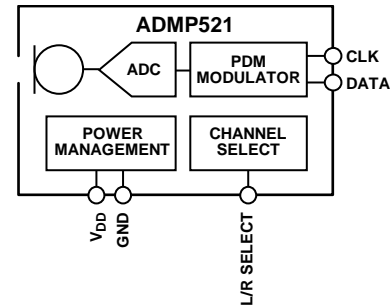 ADMP521
ADC
PDM
MODULATOR
CLK
DATA
POWER
MANAGEMENT
CHANNEL
SELECT
VDD
GND
L/R SELECT